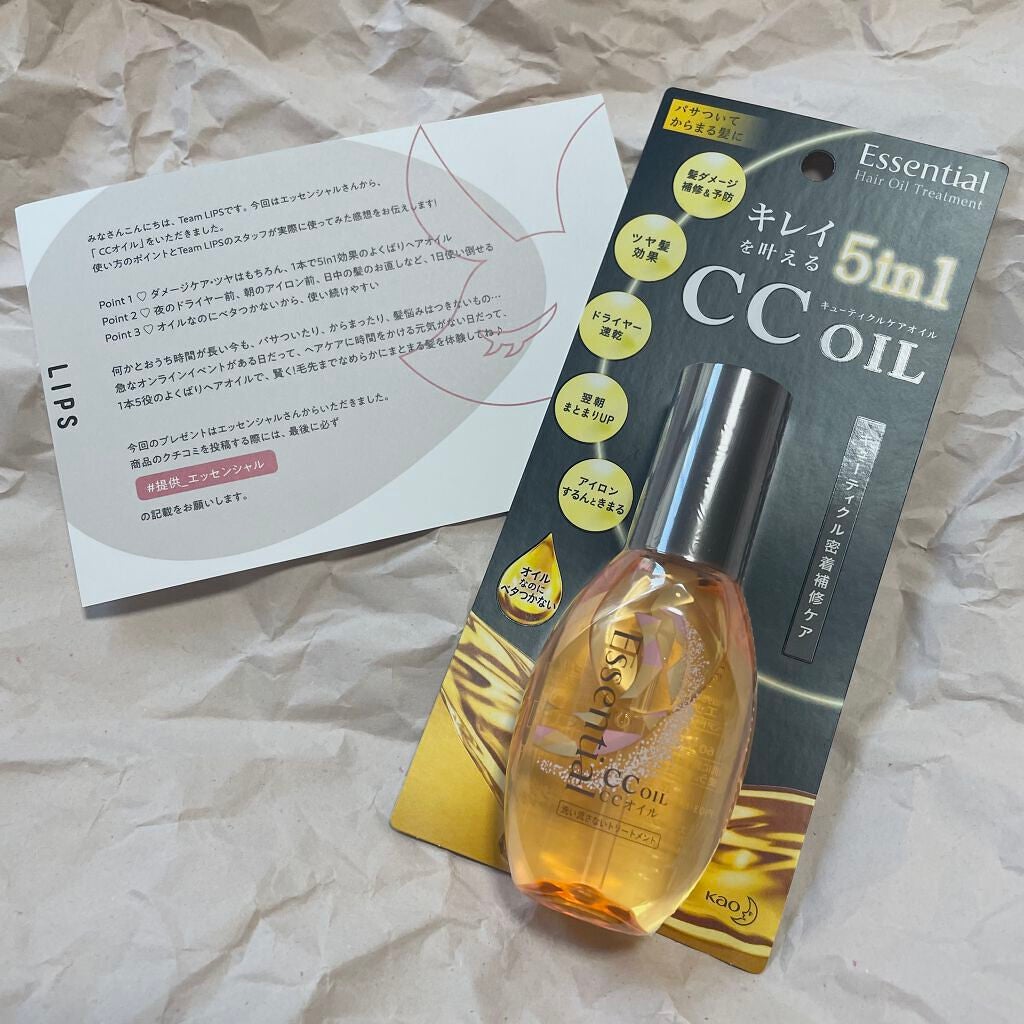 みなさんこんにちは、Team LIPSです。今回はエッセンシャルさんから、
「CCオイル」をいただきました。
使い方のポイントとTeam LIPSのスタッフが実際に使ってみた感想をお伝えします!
Point 1 ♡ ダメージケア・ツヤはもちろん、1本で5in1効果のよくばりヘアオイル
Point 2 ♡ 夜のドライヤー前、朝のアイロン前、日中の髪のお直しなど、1日使い倒せる
Point 3 ♡ オイルなのにベタつかないから、使い続けやすい
何かとおうち時間が長い今も、パサついたり、からまったり、髪悩みはつきないもの…
急なオンラインイベントがある日だって、ヘアケアに時間をかける元気がない日だって、
1本5役のよくばりヘアオイルで、賢く!毛先までなめらかにまとまる髪を体験してね♪
今回のプレゼントはエッセンシャルさんからいただきました。
商品のクチコミを投稿する際には、最後に必ず
#提供_エッセンシャル
の記載をお願いします。
LIPS
パサついて
からまる髪に
Essential
Hair Oil Treatment
髪ダメージ
補修&予防
ツヤ髪
効果
ドライヤー
速乾
翌朝
まとまりUP
アイロン
するんときまる
オイル
なのに
ベタつかない
キレイ
を叶える
5in1
キューティクルケアオイル
CC OIL
キューティクル密着補修ケア
Essential
CC OIL
CCオイル
洗い流さないトリートメント
Kao